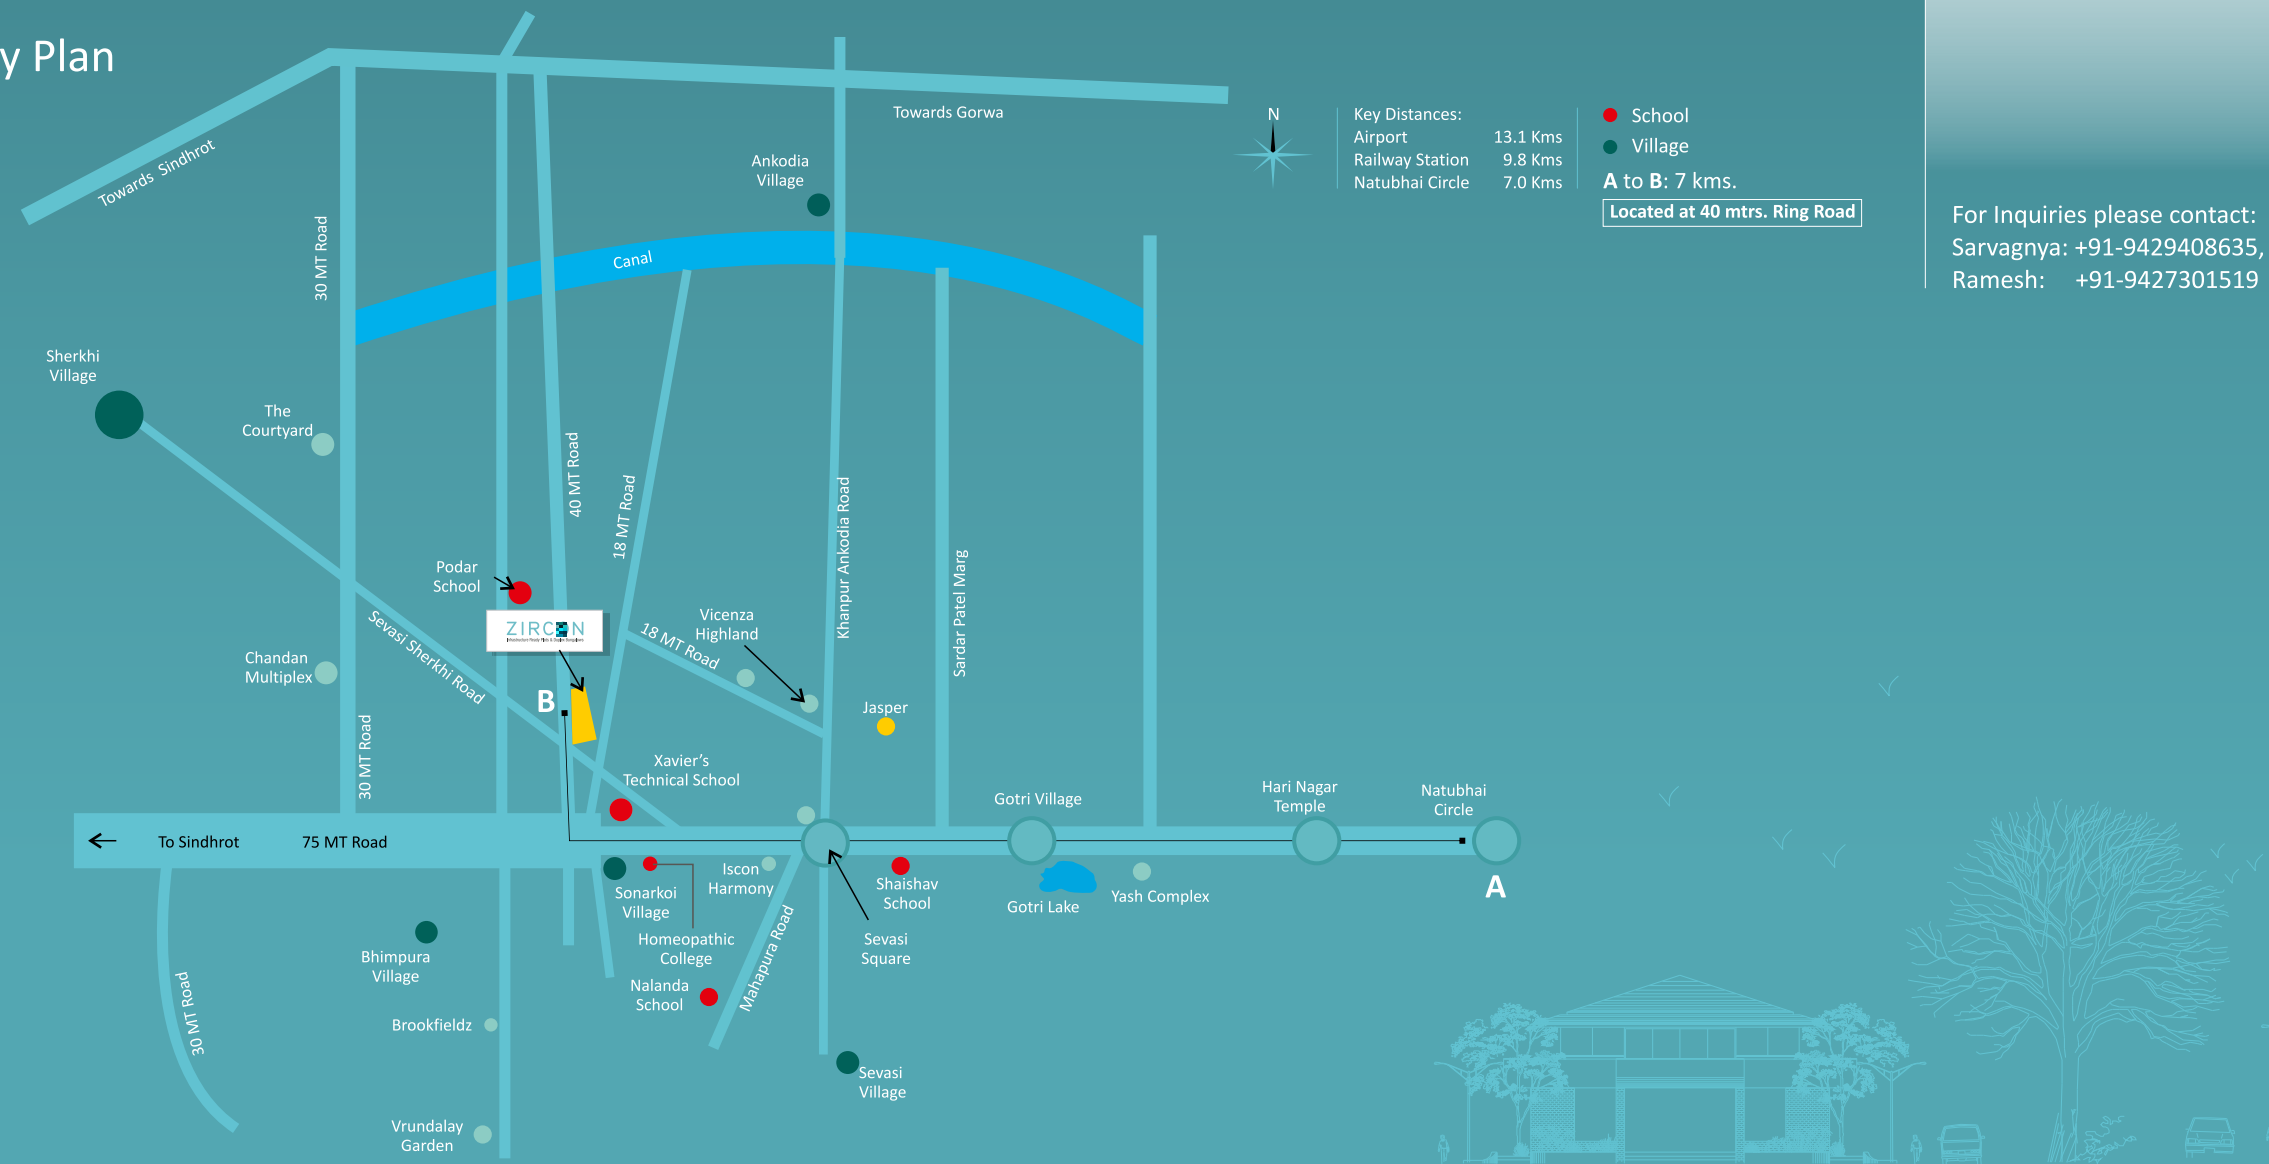 y Plan
Towards Gorwa
Towards Sindhrot
N
Key Distances:
Airport 13.1 Kms
Railway Station 9.8 Kms
Natubhai Circle 7.0 Kms
School
Village
A to B: 7 kms.
Located at 40 mtrs. Ring Road
For Inquiries please contact:
Sarvagnya: +91-9429408635,
Ramesh: +91-9427301519
Ankodia
Village
30 MT Road
Canal
Sherkhi
Village
The
Courtyard
40 MT Road
18 MT Road
Khanpur Ankodia Road
Sardar Patel Marg
Podar
School
ZIRCON
Infrastructure Ready Plots & Duplex Bungalows
Sevasi Sherkhi Road
18 MT Road
Vicenza
Highland
Chandan
Multiplex
B
Jasper
30 MT Road
Xavier's
Technical School
Gotri Village
Hari Nagar
Temple
Natubhai
Circle
To Sindhrot
75 MT Road
Sonarkoi
Village
Iscon
Harmony
Shaishav
School
Gotri Lake
Yash Complex
A
Homeopathic
College
Mahapura Road
Sevasi
Square
Bhimpura
Village
Nalanda
School
30 MT Road
Brookfieldz
Sevasi
Village
Vrundalay
Garden